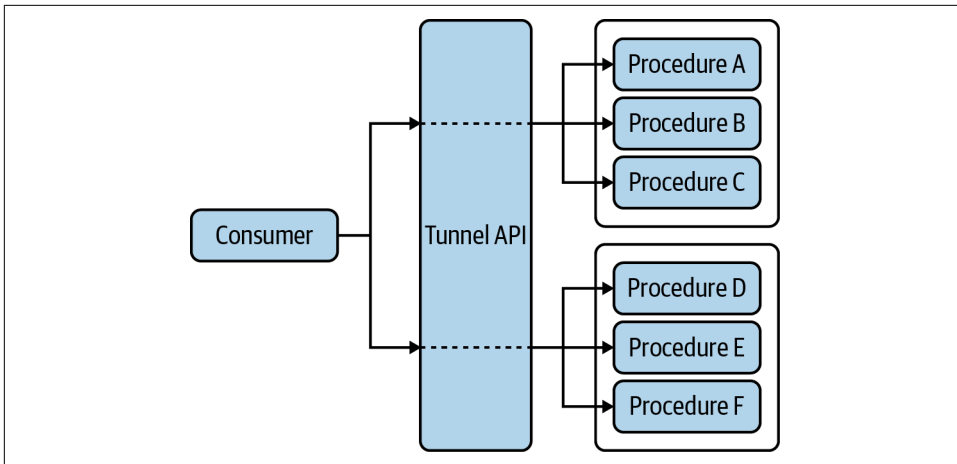 Procedure A
Procedure B
Procedure C
Consumer
Tunnel API
Procedure D
Procedure E
Procedure F